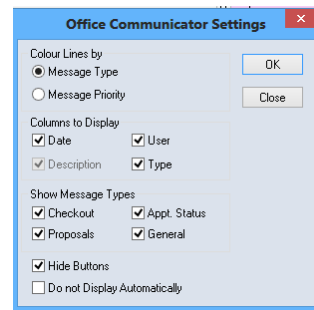 Office Communicator Settings
Colour Lines by
Message Type
Message Priority
OK
Close
Columns to Display
Date User
Description Type
Show Message Types
Checkout Appt. Status
Proposals General
Hide Buttons
Do not Display Automatically